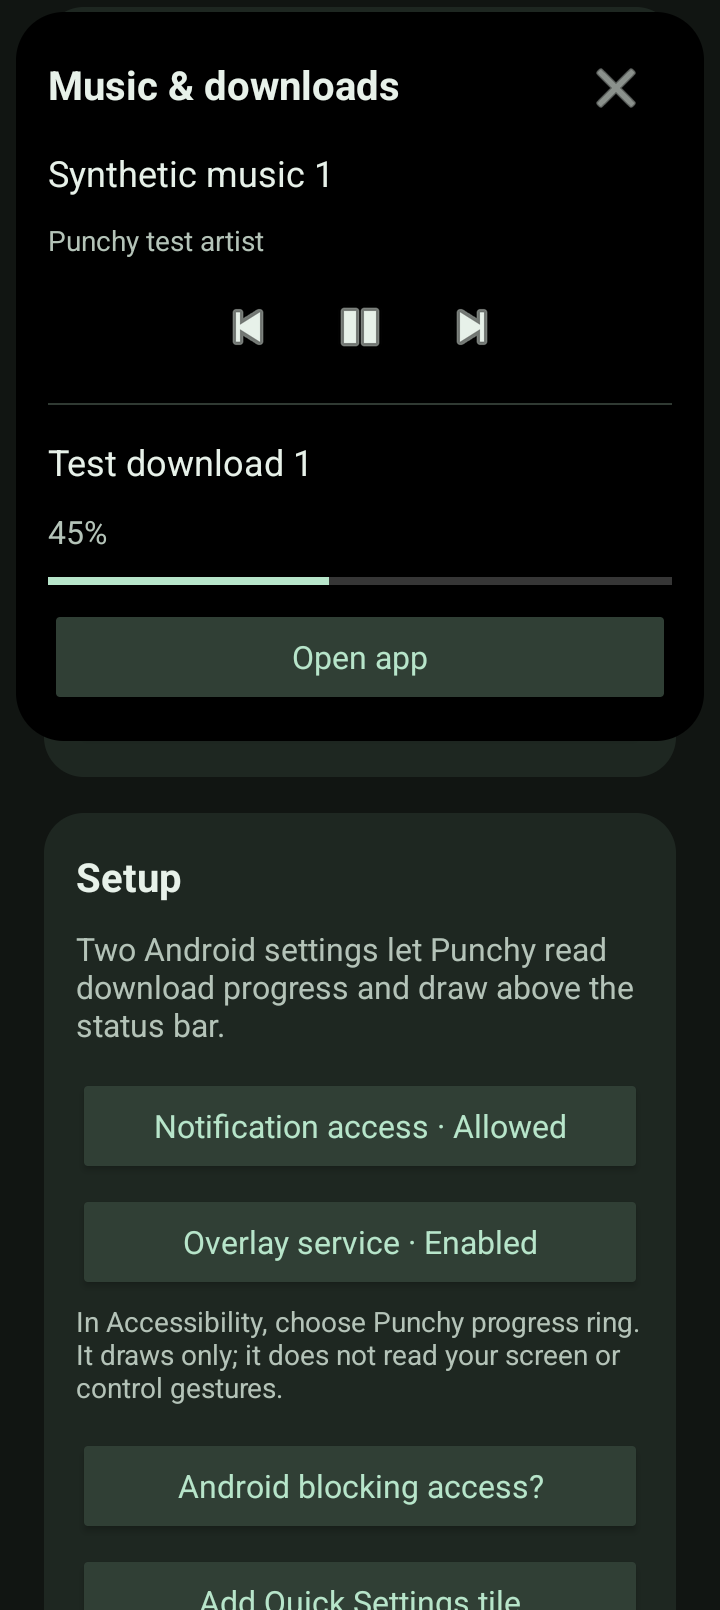 Music & downloads
Synthetic music 1
Punchy test artist
Test download 1
45%
Open app
Setup
Two Android settings let Punchy read
download progress and draw above the
status bar.
Notification access · Allowed
Overlay service · Enabled
In Accessibility, choose Punchy progress ring.
It draws only; it does not read your screen or
control gestures.
Android blocking access?
Add Quick Settings tile